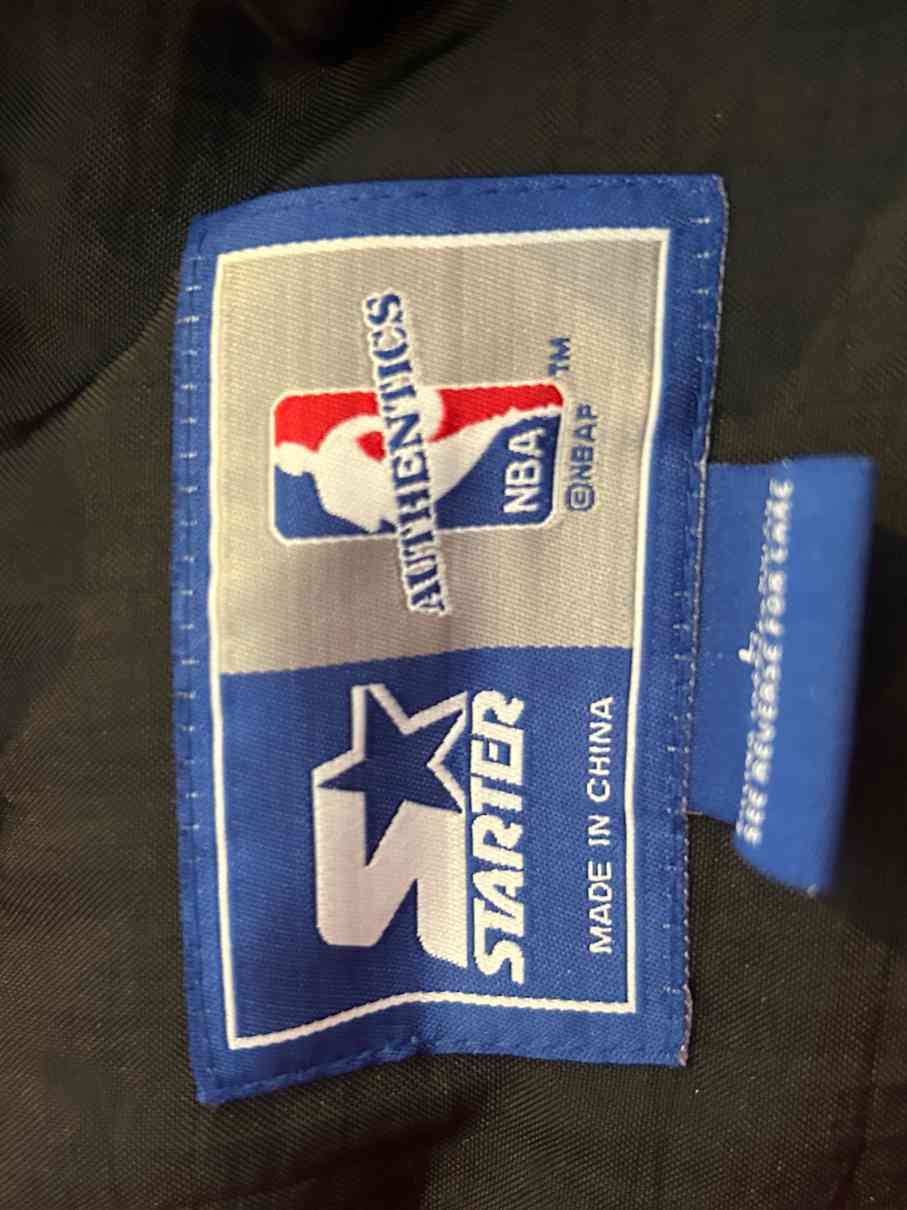 STARTER
MADE IN CHINA
AUTHENTICS
NBA
TM
©NBAP
L
SEE REVERSE FOR CARE